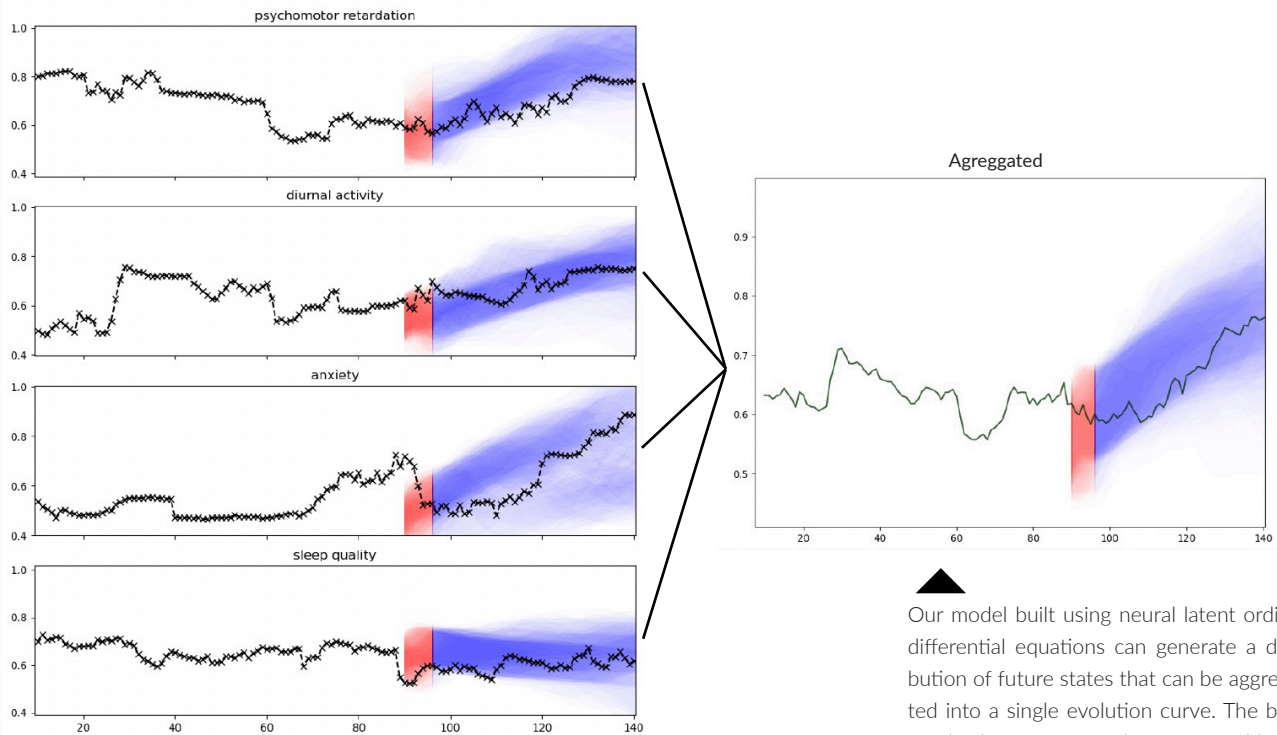 psychomotor retardation
1.0
0.8
0.6
0.4
diurnal activity
1.0
0.8
0.6
0.4
anxiety
1.0
0.8
0.6
0.4
sleep quality
1.0
0.8
0.6
0.4
20 40 60 80 100 120 140
Agreggated
0.9
0.8
0.7
0.6
0.5
20 40 60 80 100 120 140
Our model built using neural latent ordi
differential equations can generate a d
bution of future states that can be aggre
ted into a single evolution curve. The b